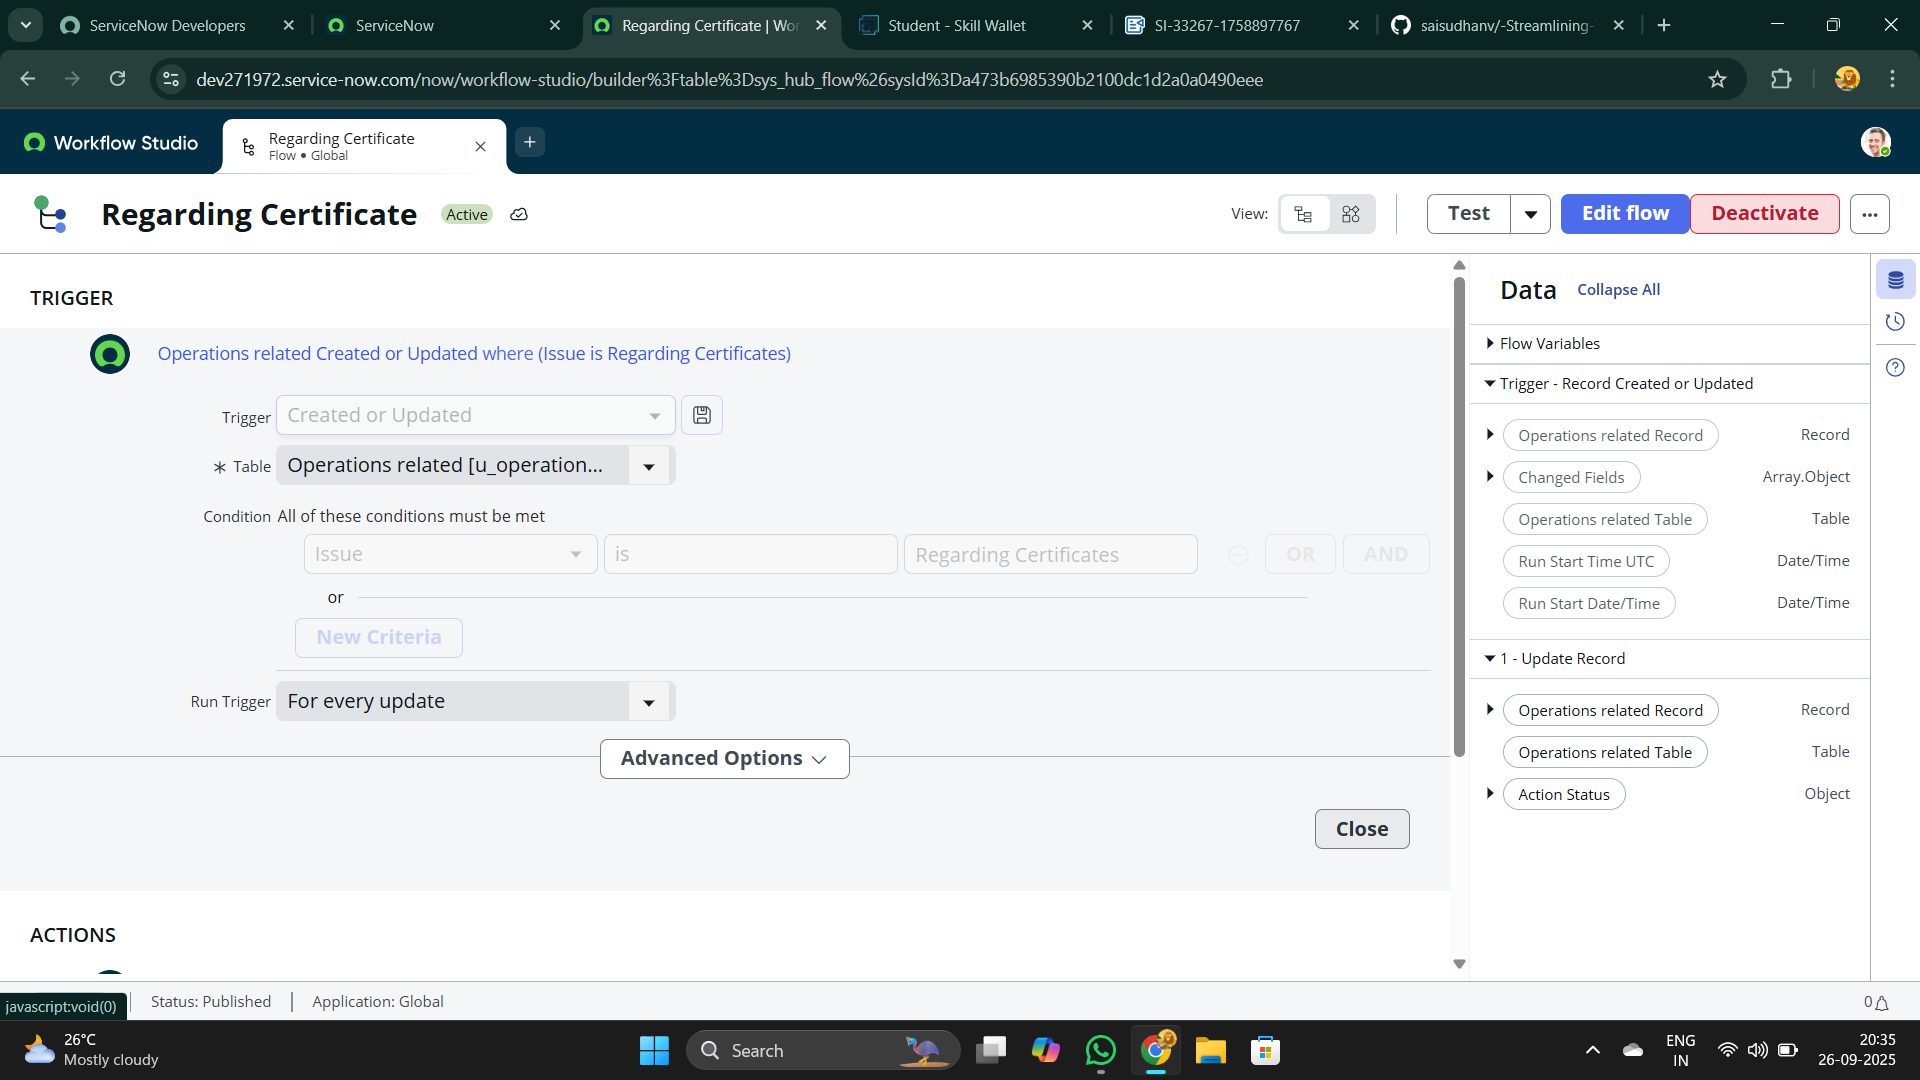 ServiceNow Developers
ServiceNow
Regarding Certificate | Wor
Student - Skill Wallet
SI-33267-1758897767
saisudhanv/-Streamlining-
dev271972.service-now.com/now/workflow-studio/builder%3Ftable%3Dsys_hub_flow%26sysId%3Da473b6985390b2100dc1d2a0a0490eee
Workflow Studio
Regarding Certificate
Flow • Global
Regarding Certificate
Active
View:
Test
Edit flow
Deactivate
TRIGGER
Operations related Created or Updated where (Issue is Regarding Certificates)
Trigger
Created or Updated
Table
Operations related [u_operation...
Condition
All of these conditions must be met
Issue
is
Regarding Certificates
OR
AND
or
New Criteria
Run Trigger
For every update
Advanced Options
Close
ACTIONS
Data
Collapse All
Flow Variables
Trigger - Record Created or Updated
Operations related Record
Record
Changed Fields
Array.Object
Operations related Table
Table
Run Start Time UTC
Date/Time
Run Start Date/Time
Date/Time
1 - Update Record
Operations related Record
Record
Operations related Table
Table
Action Status
Object
javascript:void(0)
Status: Published
Application: Global
0
26°C
Mostly cloudy
Search
ENG
IN
20:35
26-09-2025